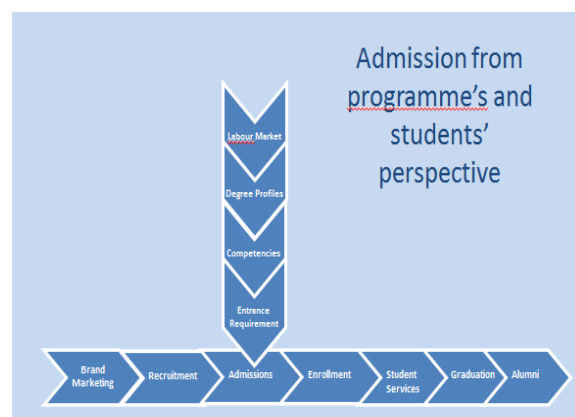 Admission from
programme's and
students'
perspective
Labour Market
Degree Profiles
Competencies
Entrance
Requirement
Brand
Marketing
Recruitment
Admissions
Enrollment
Student
Services
Graduation
Alumni